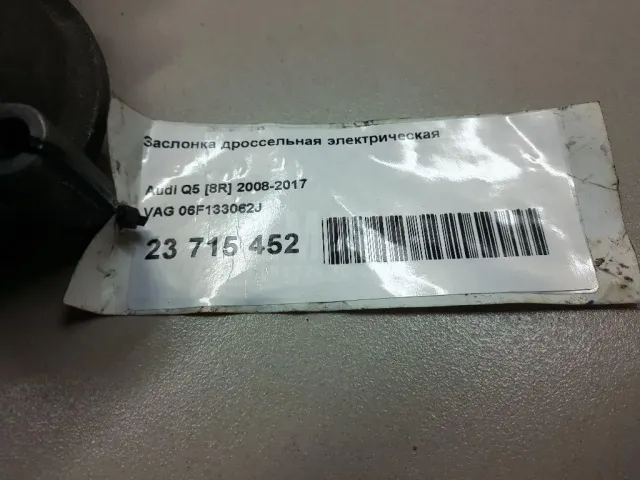 Заслонка дроссельная электрическая
Audi Q5 [8R] 2008-2017
VAG 06F133062J
23 715 452